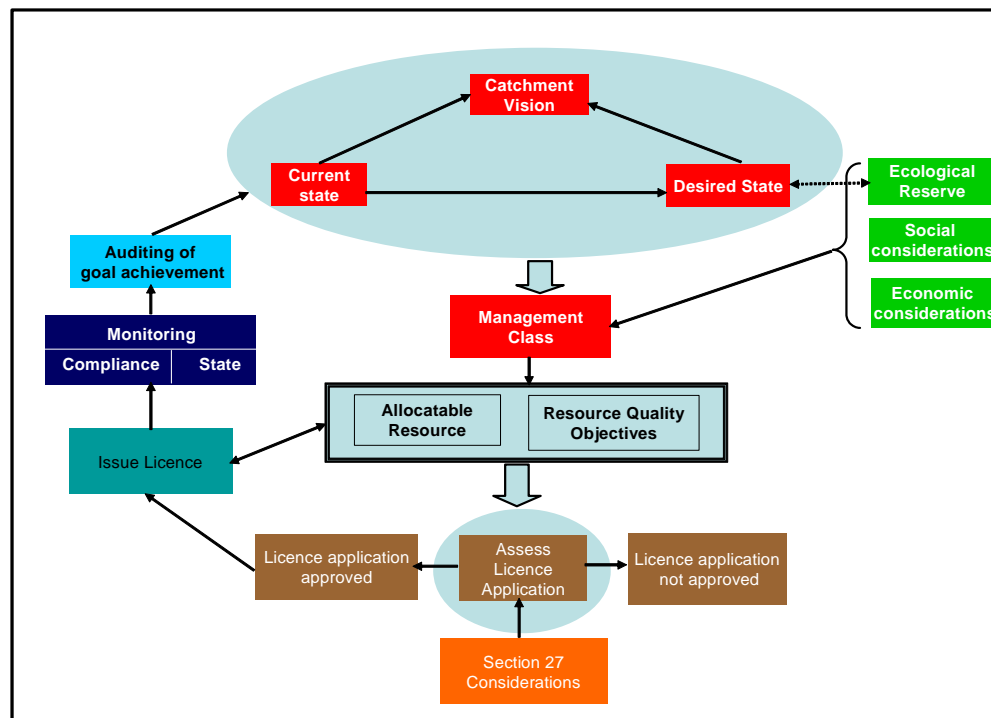 Catchment
Vision
Current
state
Desired State
Ecological
Reserve
Social
considerations
Economic
considerations
Auditing of
goal achievement
Management
Class
Monitoring
Compliance
State
Allocatable
Resource
Resource Quality
Objectives
Issue Licence
Licence application
approved
Assess
Licence
Application
Licence application
not approved
Section 27
Considerations